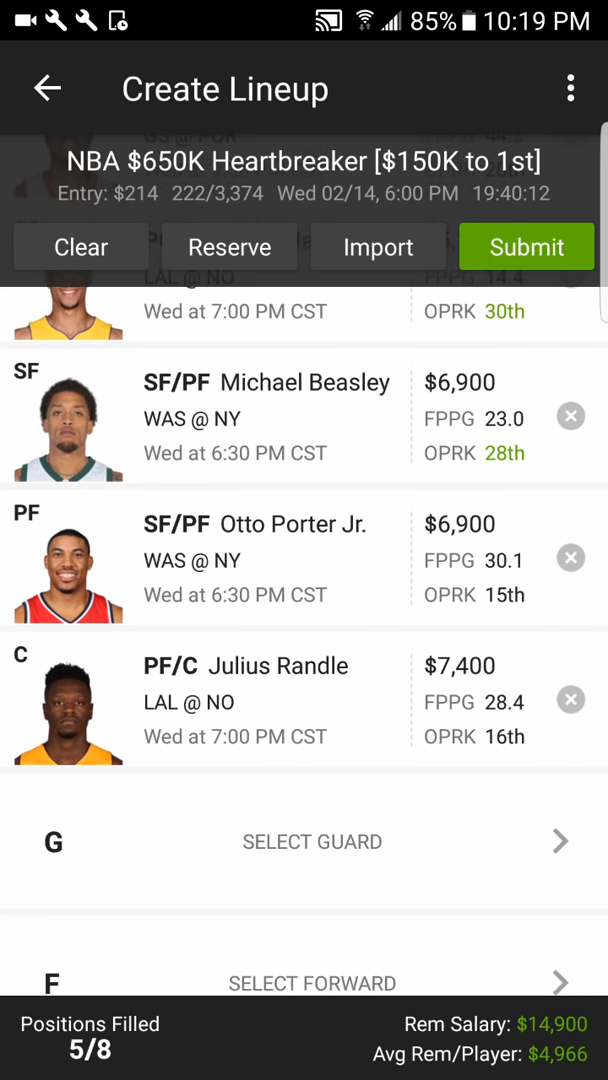 85% 10:19 PM
Create Lineup
GS @ POR
NBA $650K Heartbreaker [$150K to 1st]
Entry: $214 222/3,374 Wed 02/14, 6:00 PM 19:40:12
Clear Reserve Import Submit
LAL @ NO FPPG 14.4
Wed at 7:00 PM CST OPRK 30th
SF SF/PF Michael Beasley $6,900
WAS @ NY FPPG 23.0
Wed at 6:30 PM CST OPRK 28th
PF SF/PF Otto Porter Jr. $6,900
WAS @ NY FPPG 30.1
Wed at 6:30 PM CST OPRK 15th
C PF/C Julius Randle $7,400
LAL @ NO FPPG 28.4
Wed at 7:00 PM CST OPRK 16th
G SELECT GUARD
F SELECT FORWARD
Positions Filled Rem Salary: $14,900
5/8 Avg Rem/Player: $4,966